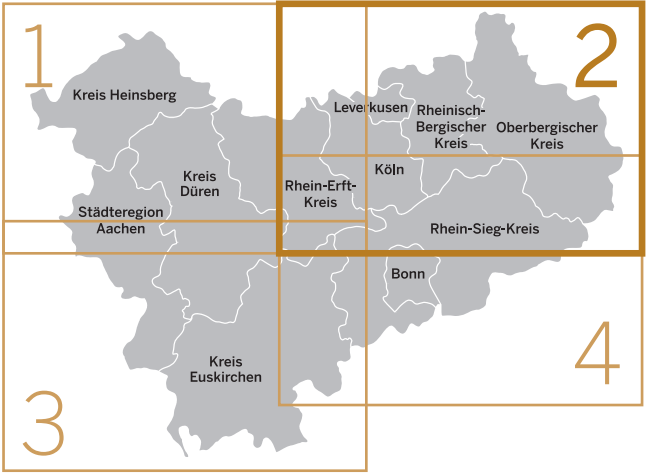 1
2
Kreis Heinsberg
Leverkusen
Rheinisch-
Bergischer
Kreis
Oberbergischer
Kreis
Kreis
Düren
Köln
Rhein-Erft-
Kreis
Städteregion
Aachen
Rhein-Sieg-Kreis
Bonn
Kreis
Euskirchen
3
4